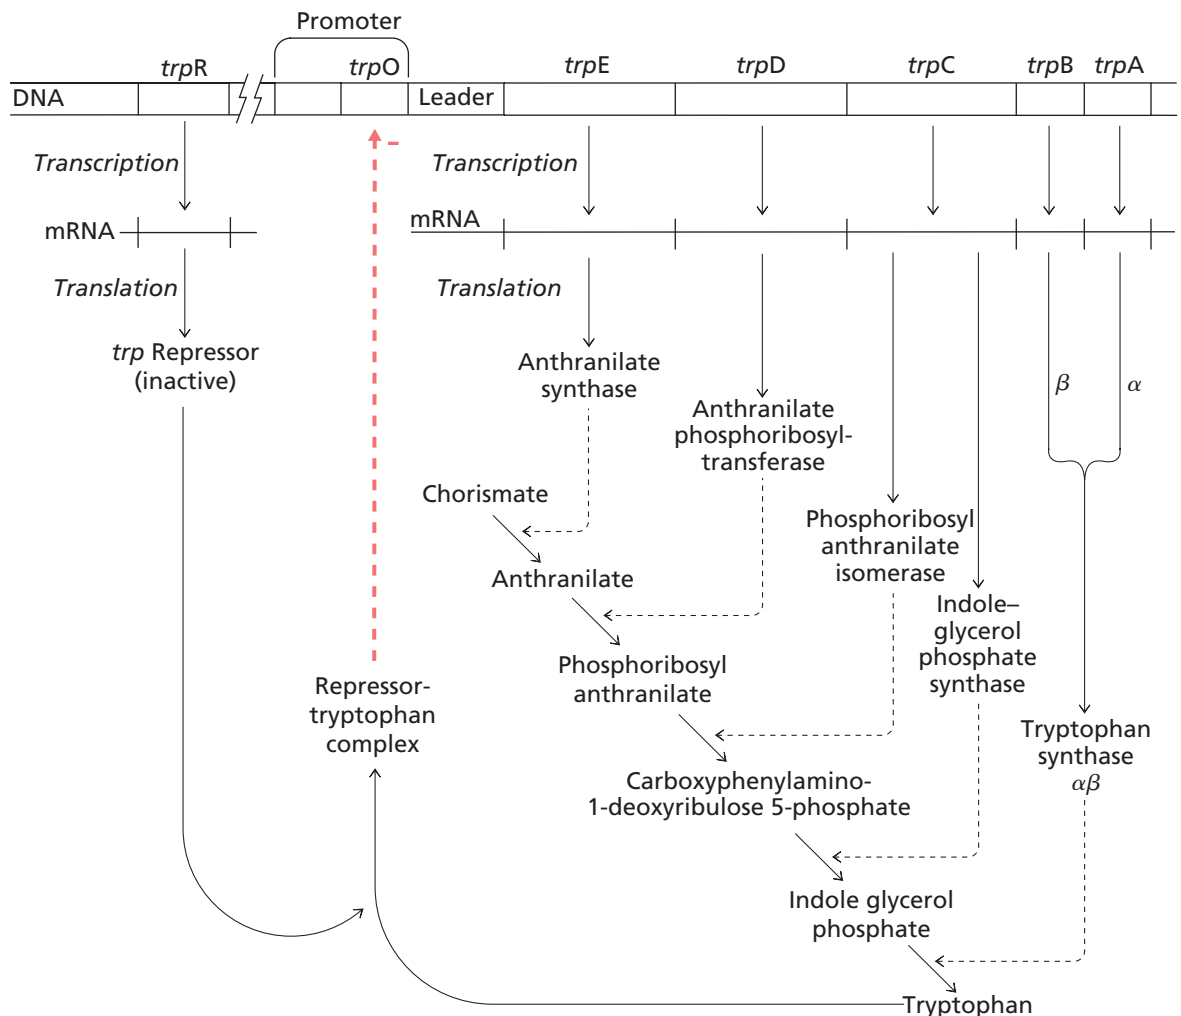 Promoter
trpR
trpO
trpE
trpD
trpC
trpB
trpA
DNA
Leader
–
Transcription
Transcription
mRNA
mRNA
Translation
Translation
trp Repressor
(inactive)
Anthranilate
synthase
β
α
Anthranilate
phosphoribosyl-
transferase
Chorismate
Phosphoribosyl
anthranilate
isomerase
Anthranilate
Indole–
glycerol
phosphate
synthase
Phosphoribosyl
anthranilate
Repressor-
tryptophan
complex
Tryptophan
synthase
αβ
Carboxyphenylamino-
1-deoxyribulose 5-phosphate
Indole glycerol
phosphate
Tryptophan